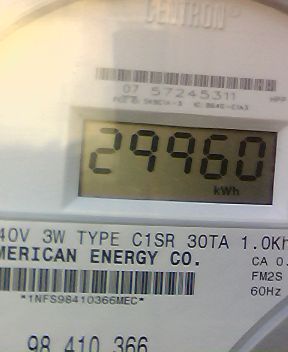 CENTRON®
07 57245311
HPP
29960
kWh
40V 3W TYPE C1SR 30TA 1.0Kh
MERICAN ENERGY CO.
CA 0.
FM2S
60Hz
*1NFS98410366MEC*
98 410 366